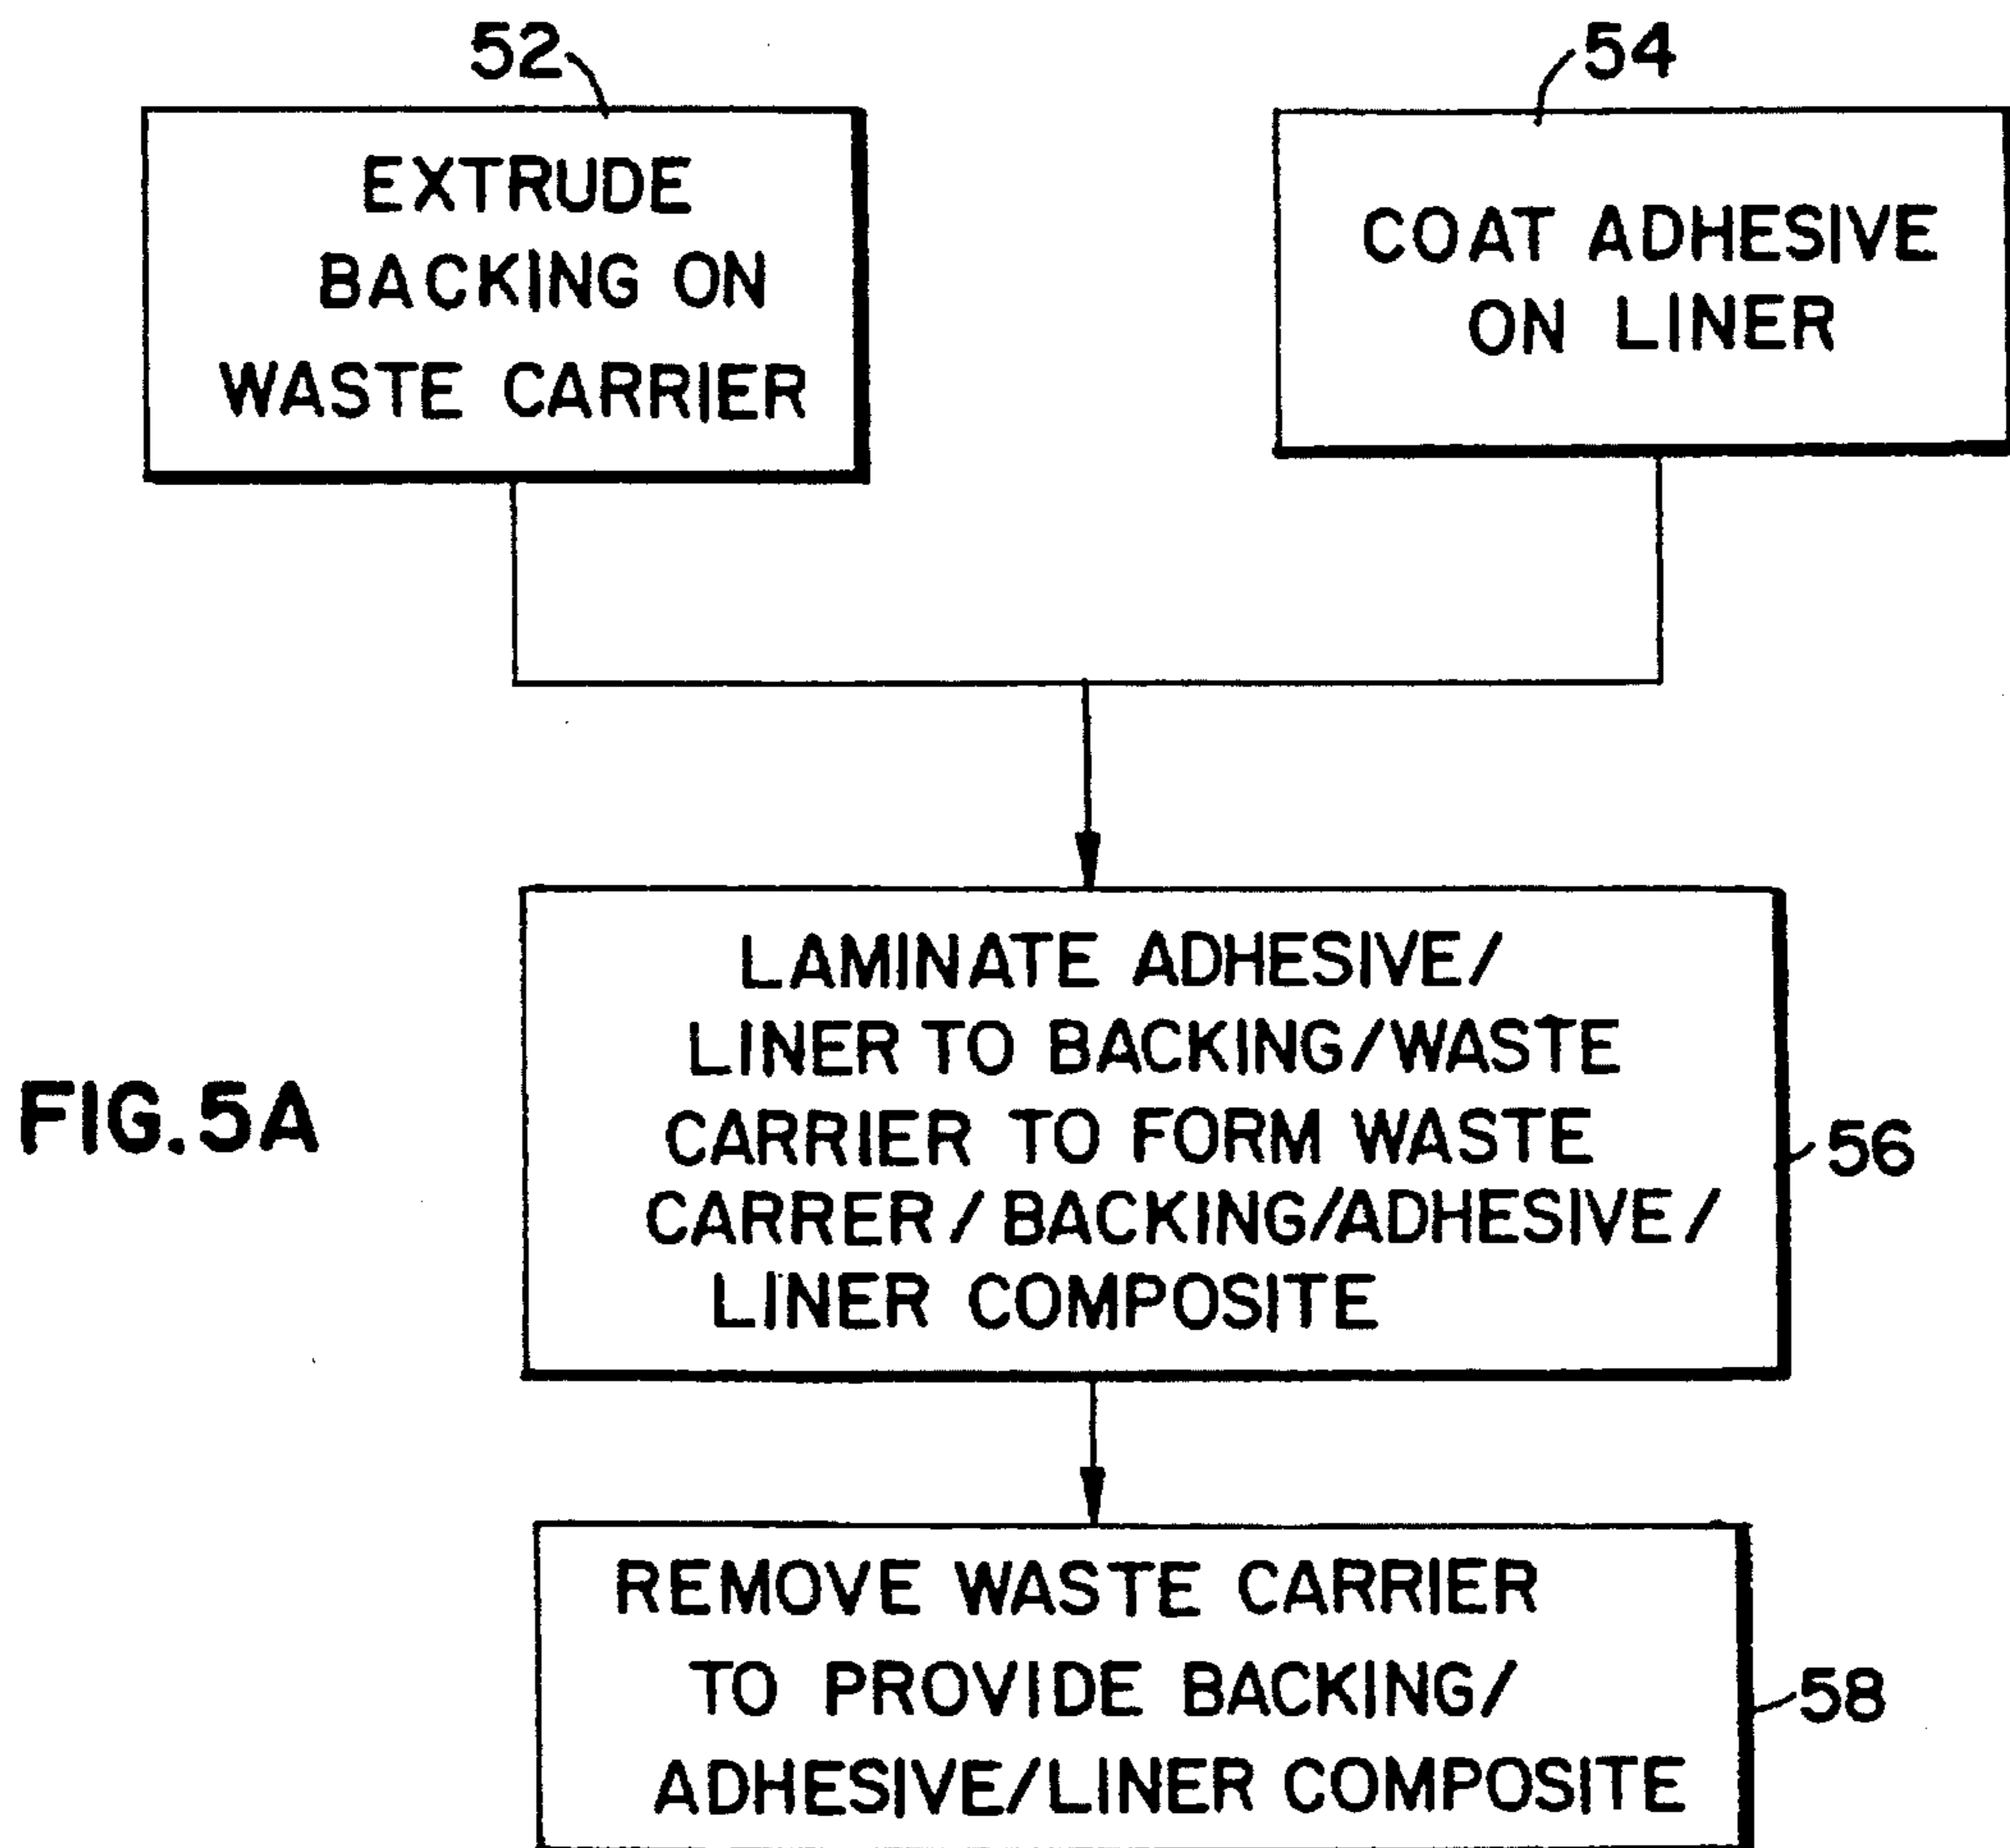 52
EXTRUDE
BACKING ON
WASTE CARRIER
54
COAT ADHESIVE
ON LINER
FIG.5A
LAMINATE ADHESIVE/
LINER TO BACKING/WASTE
CARRIER TO FORM WASTE
CARRER/BACKING/ADHESIVE/
LINER COMPOSITE
56
REMOVE WASTE CARRIER
TO PROVIDE BACKING/
ADHESIVE/LINER COMPOSITE
58